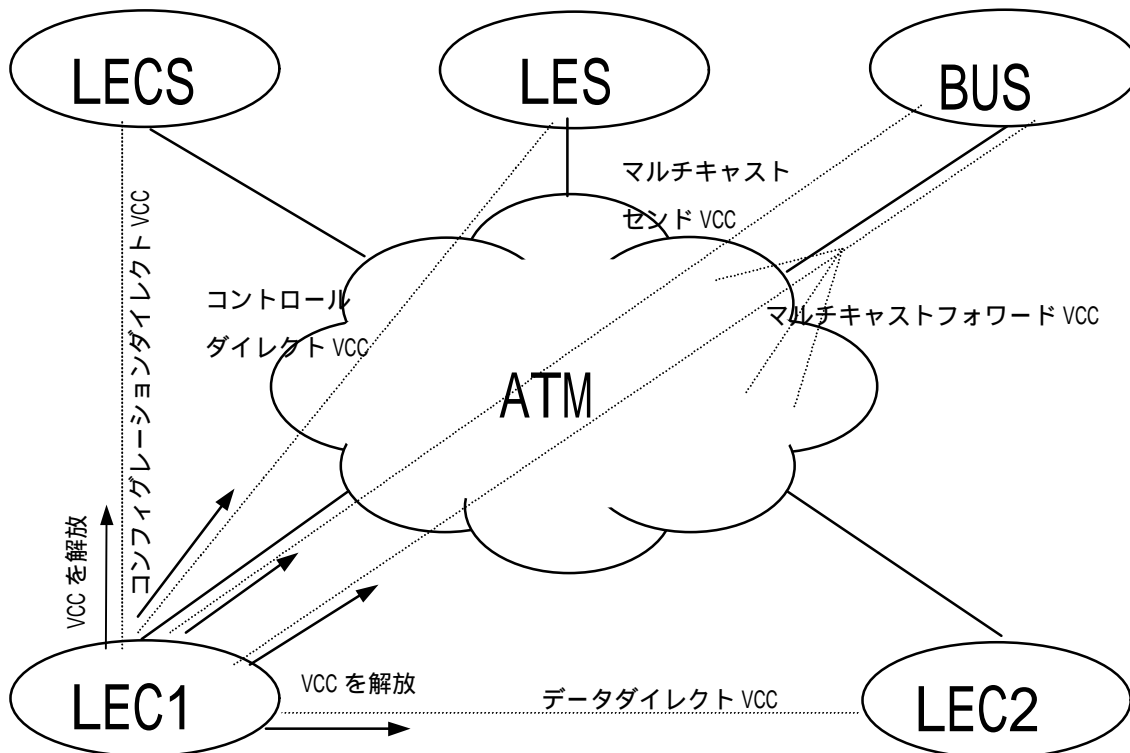 LECS
LES
BUS
マルチキャスト
センド VCC
コンフィグレーションダイレクト VCC
コントロール
ダイレクト VCC
マルチキャストフォワード VCC
ATM
VCC を解放
LEC1
VCC を解放
データダイレクト VCC
LEC2